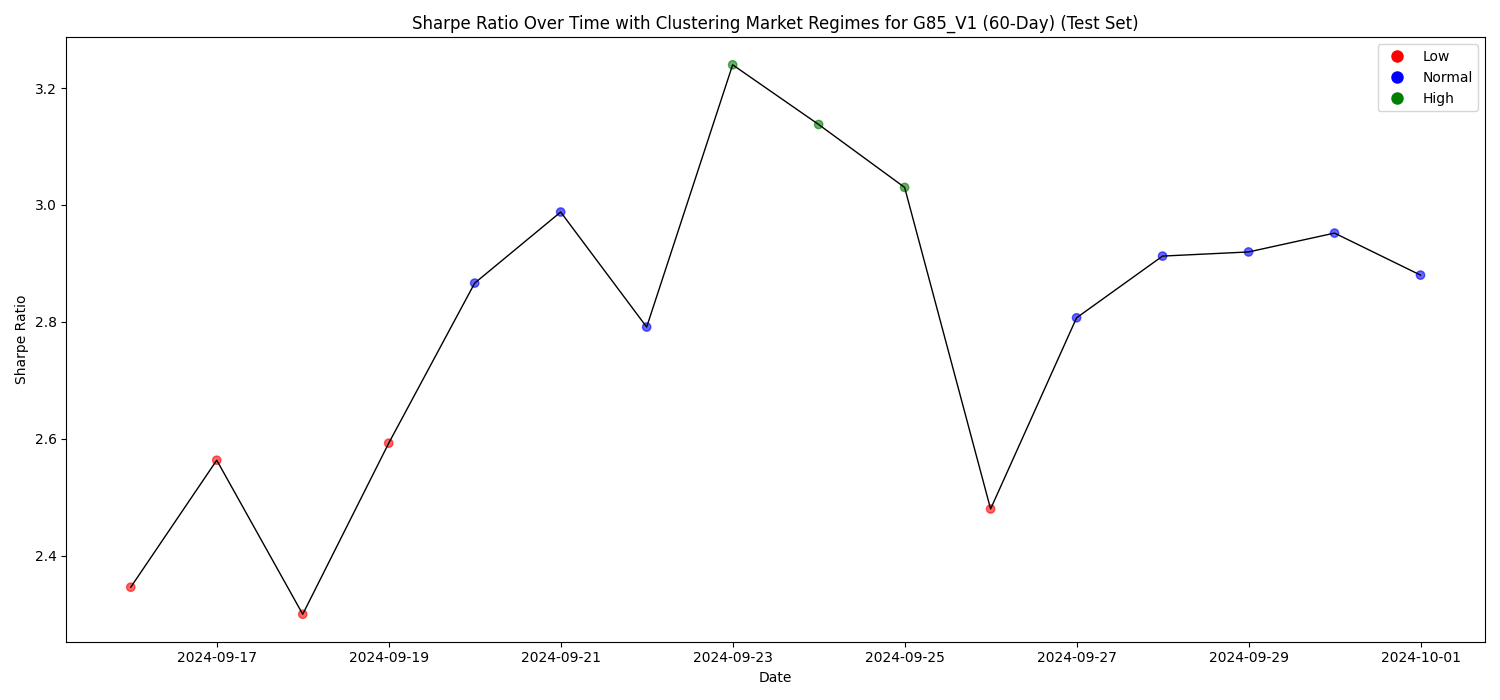 Sharpe Ratio Over Time with Clustering Market Regimes for G85_V1 (60-Day) (Test Set)
Low
Normal
High
Sharpe Ratio
3.2
3.0
2.8
2.6
2.4
2024-09-17
2024-09-19
2024-09-21
2024-09-23
2024-09-25
2024-09-27
2024-09-29
2024-10-01
Date